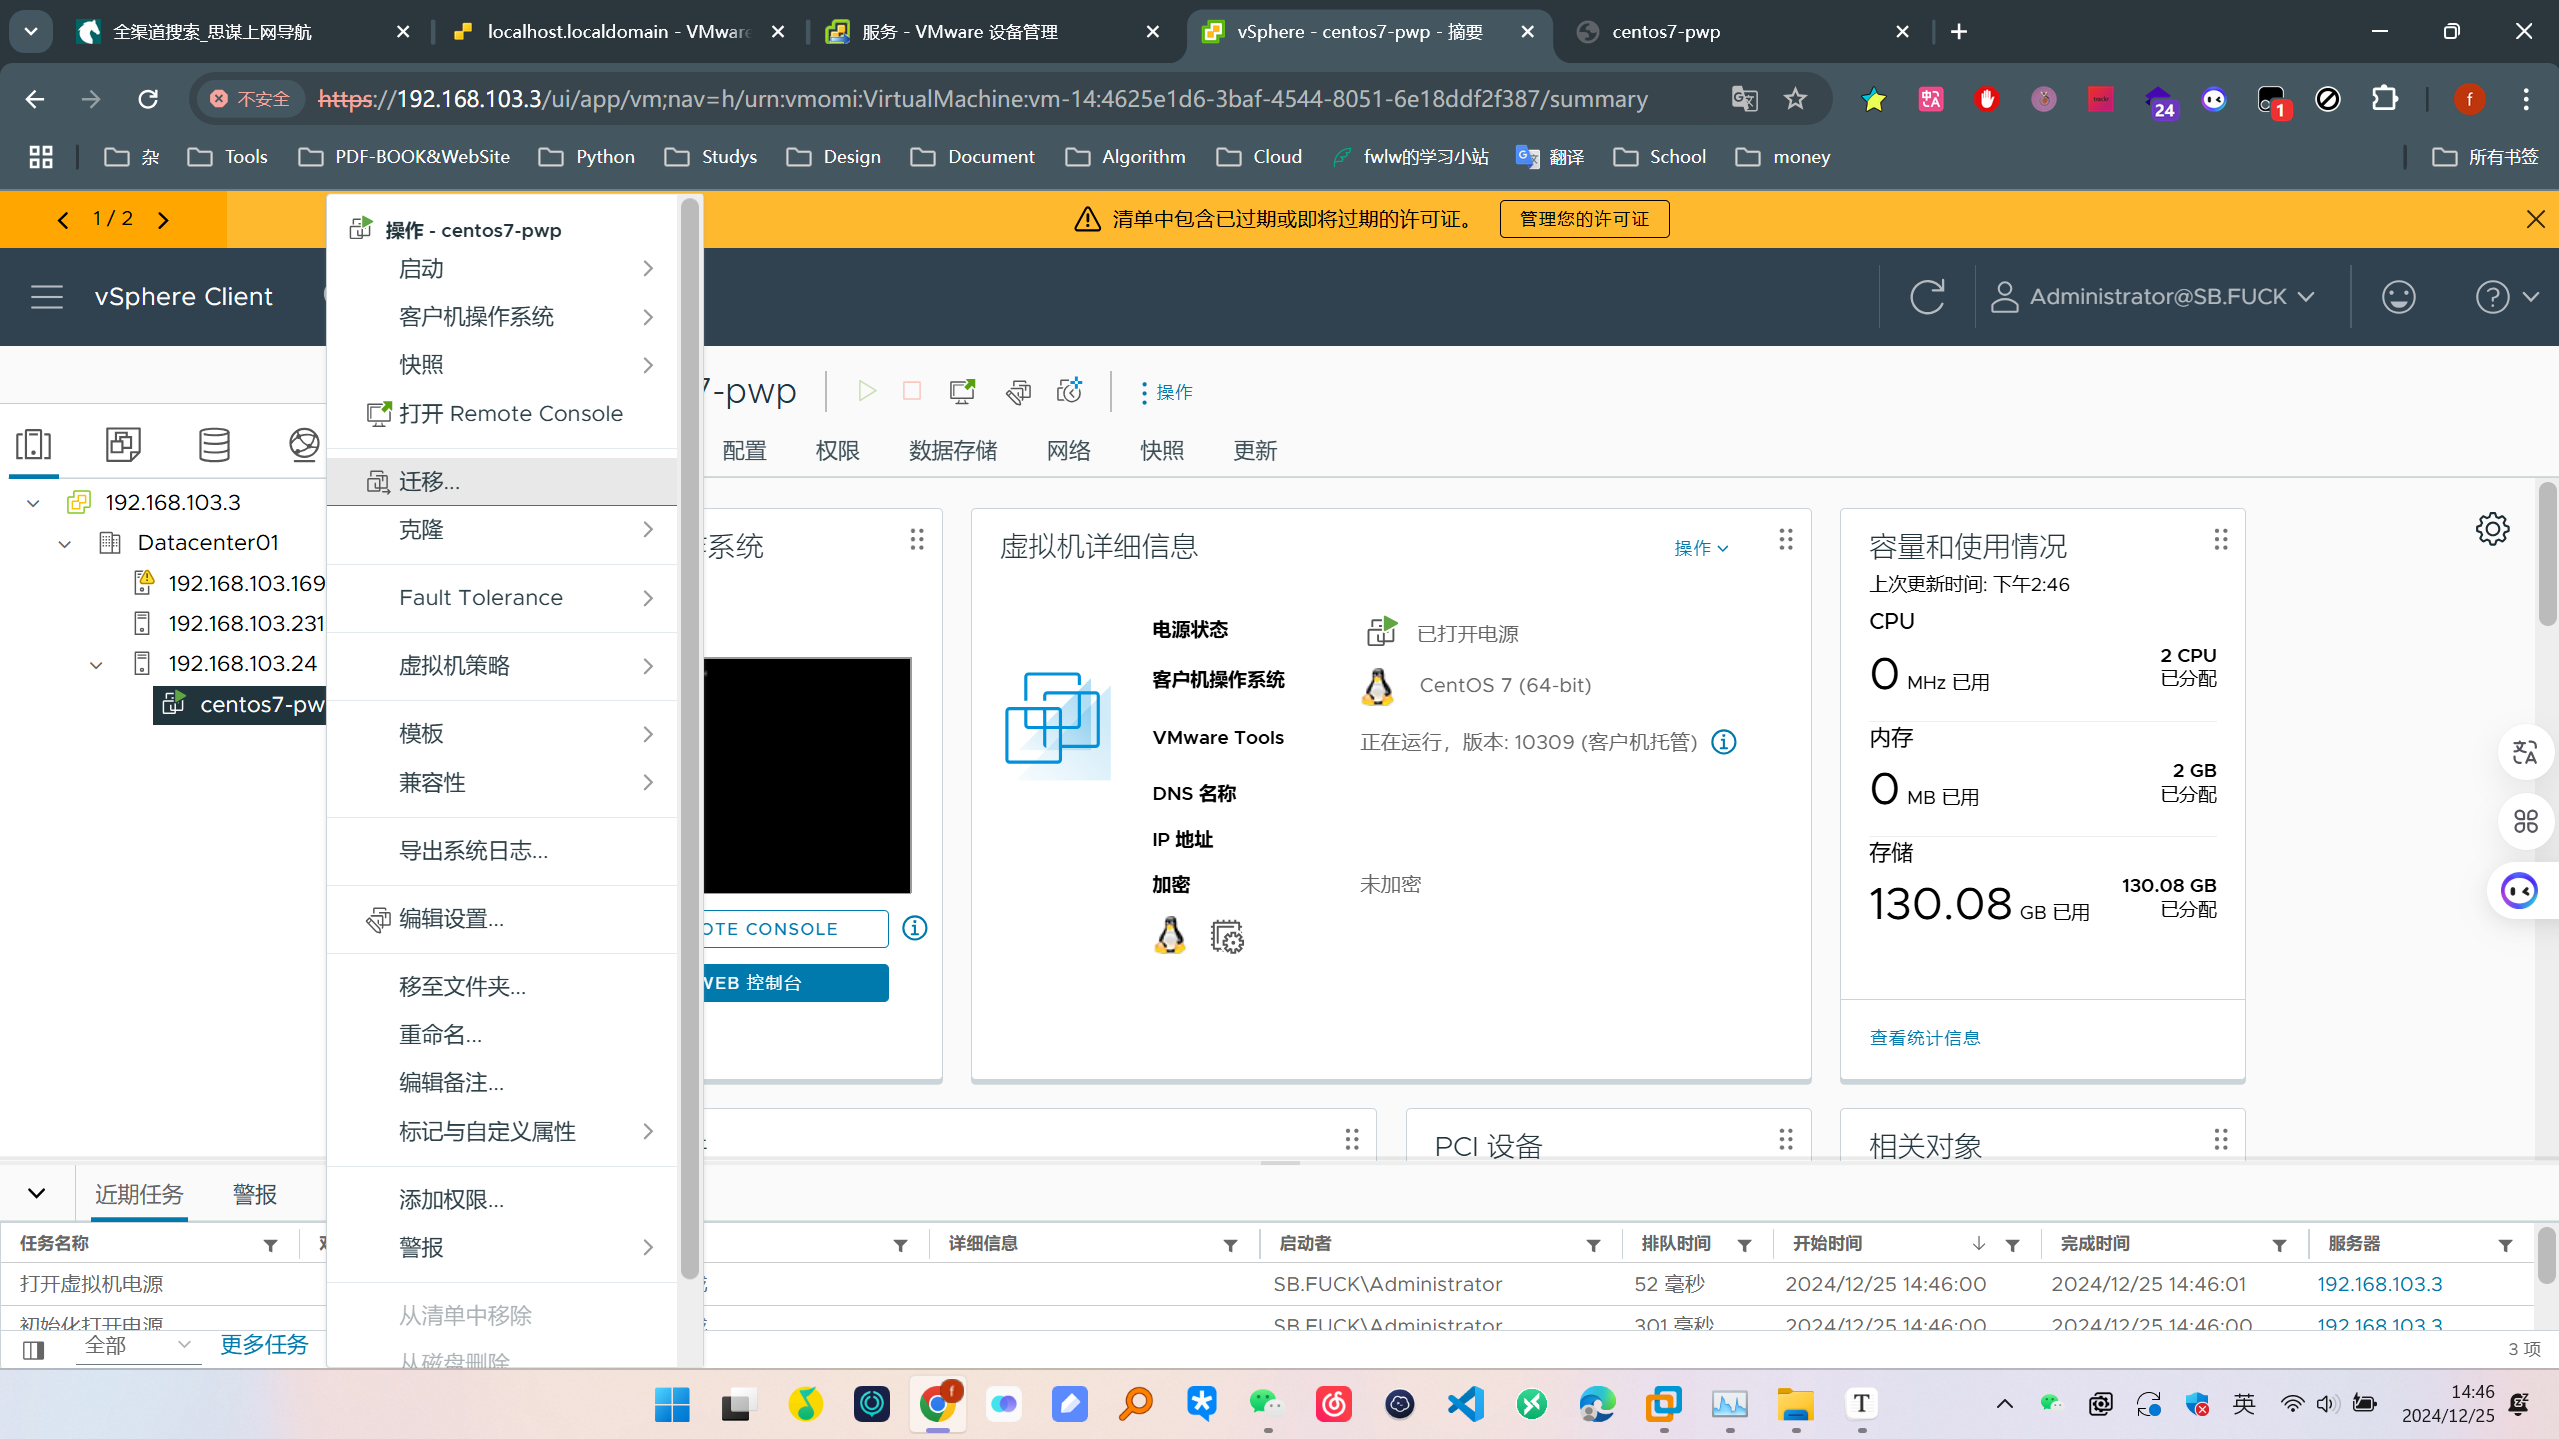 全渠道搜索_思谋上网导航
localhost.localdomain - VMware
服务 - VMware 设备管理
vSphere - centos7-pwp - 摘要
centos7-pwp
不安全
https://192.168.103.3/ui/app/vm;nav=h/urn:vmomi:VirtualMachine:vm-14:4625e1d6-3baf-4544-8051-6e18ddf2f387/summary
24
1
f
杂
Tools
PDF-BOOK&WebSite
Python
Studys
Design
Document
Algorithm
Cloud
fwlw的学习小站
翻译
School
money
所有书签
1 / 2
清单中包含已过期或即将过期的许可证。
管理您的许可证
vSphere Client
Administrator@SB.FUCK
操作 - centos7-pwp
启动
客户机操作系统
快照
打开 Remote Console
迁移...
克隆
Fault Tolerance
虚拟机策略
模板
兼容性
导出系统日志...
编辑设置...
移至文件夹...
重命名...
编辑备注...
标记与自定义属性
添加权限...
警报
从清单中移除
从磁盘删除
7-pwp
操作
配置
权限
数据存储
网络
快照
更新
192.168.103.3
Datacenter01
192.168.103.169
192.168.103.231
192.168.103.24
centos7-pw
系统
OTE CONSOLE
WEB 控制台
虚拟机详细信息
操作
电源状态
已打开电源
客户机操作系统
CentOS 7 (64-bit)
VMware Tools
正在运行，版本: 10309 (客户机托管)
DNS 名称
IP 地址
加密
未加密
容量和使用情况
上次更新时间: 下午2:46
CPU
0 MHz 已用
2 CPU
已分配
内存
0 MB 已用
2 GB
已分配
存储
130.08 GB 已用
130.08 GB
已分配
查看统计信息
PCI 设备
相关对象
近期任务
警报
任务名称
详细信息
启动者
排队时间
开始时间
完成时间
服务器
打开虚拟机电源
SB.FUCK\Administrator
52 毫秒
2024/12/25 14:46:00
2024/12/25 14:46:01
192.168.103.3
初始化打开电源
SB.FUCK\Administrator
301 毫秒
2024/12/25 14:46:00
2024/12/25 14:46:00
192.168.103.3
全部
更多任务
3 项
英
14:46
2024/12/25